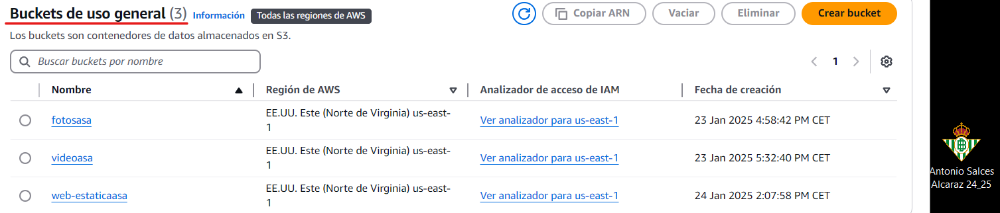 Buckets de uso general (3) Información Todas las regiones de AWS Copiar ARN Vaciar Eliminar Crear bucket
Los buckets son contenedores de datos almacenados en S3.
Buscar buckets por nombre 1
Nombre Región de AWS Analizador de acceso de IAM Fecha de creación
fotosasa EE.UU. Este (Norte de Virginia) us-east-1 Ver analizador para us-east-1 23 Jan 2025 4:58:42 PM CET
videoasa EE.UU. Este (Norte de Virginia) us-east-1 Ver analizador para us-east-1 23 Jan 2025 5:32:40 PM CET
web-estaticaasa EE.UU. Este (Norte de Virginia) us-east-1 Ver analizador para us-east-1 24 Jan 2025 2:07:58 PM CET
Antonio Salces
Alcaraz 24_25